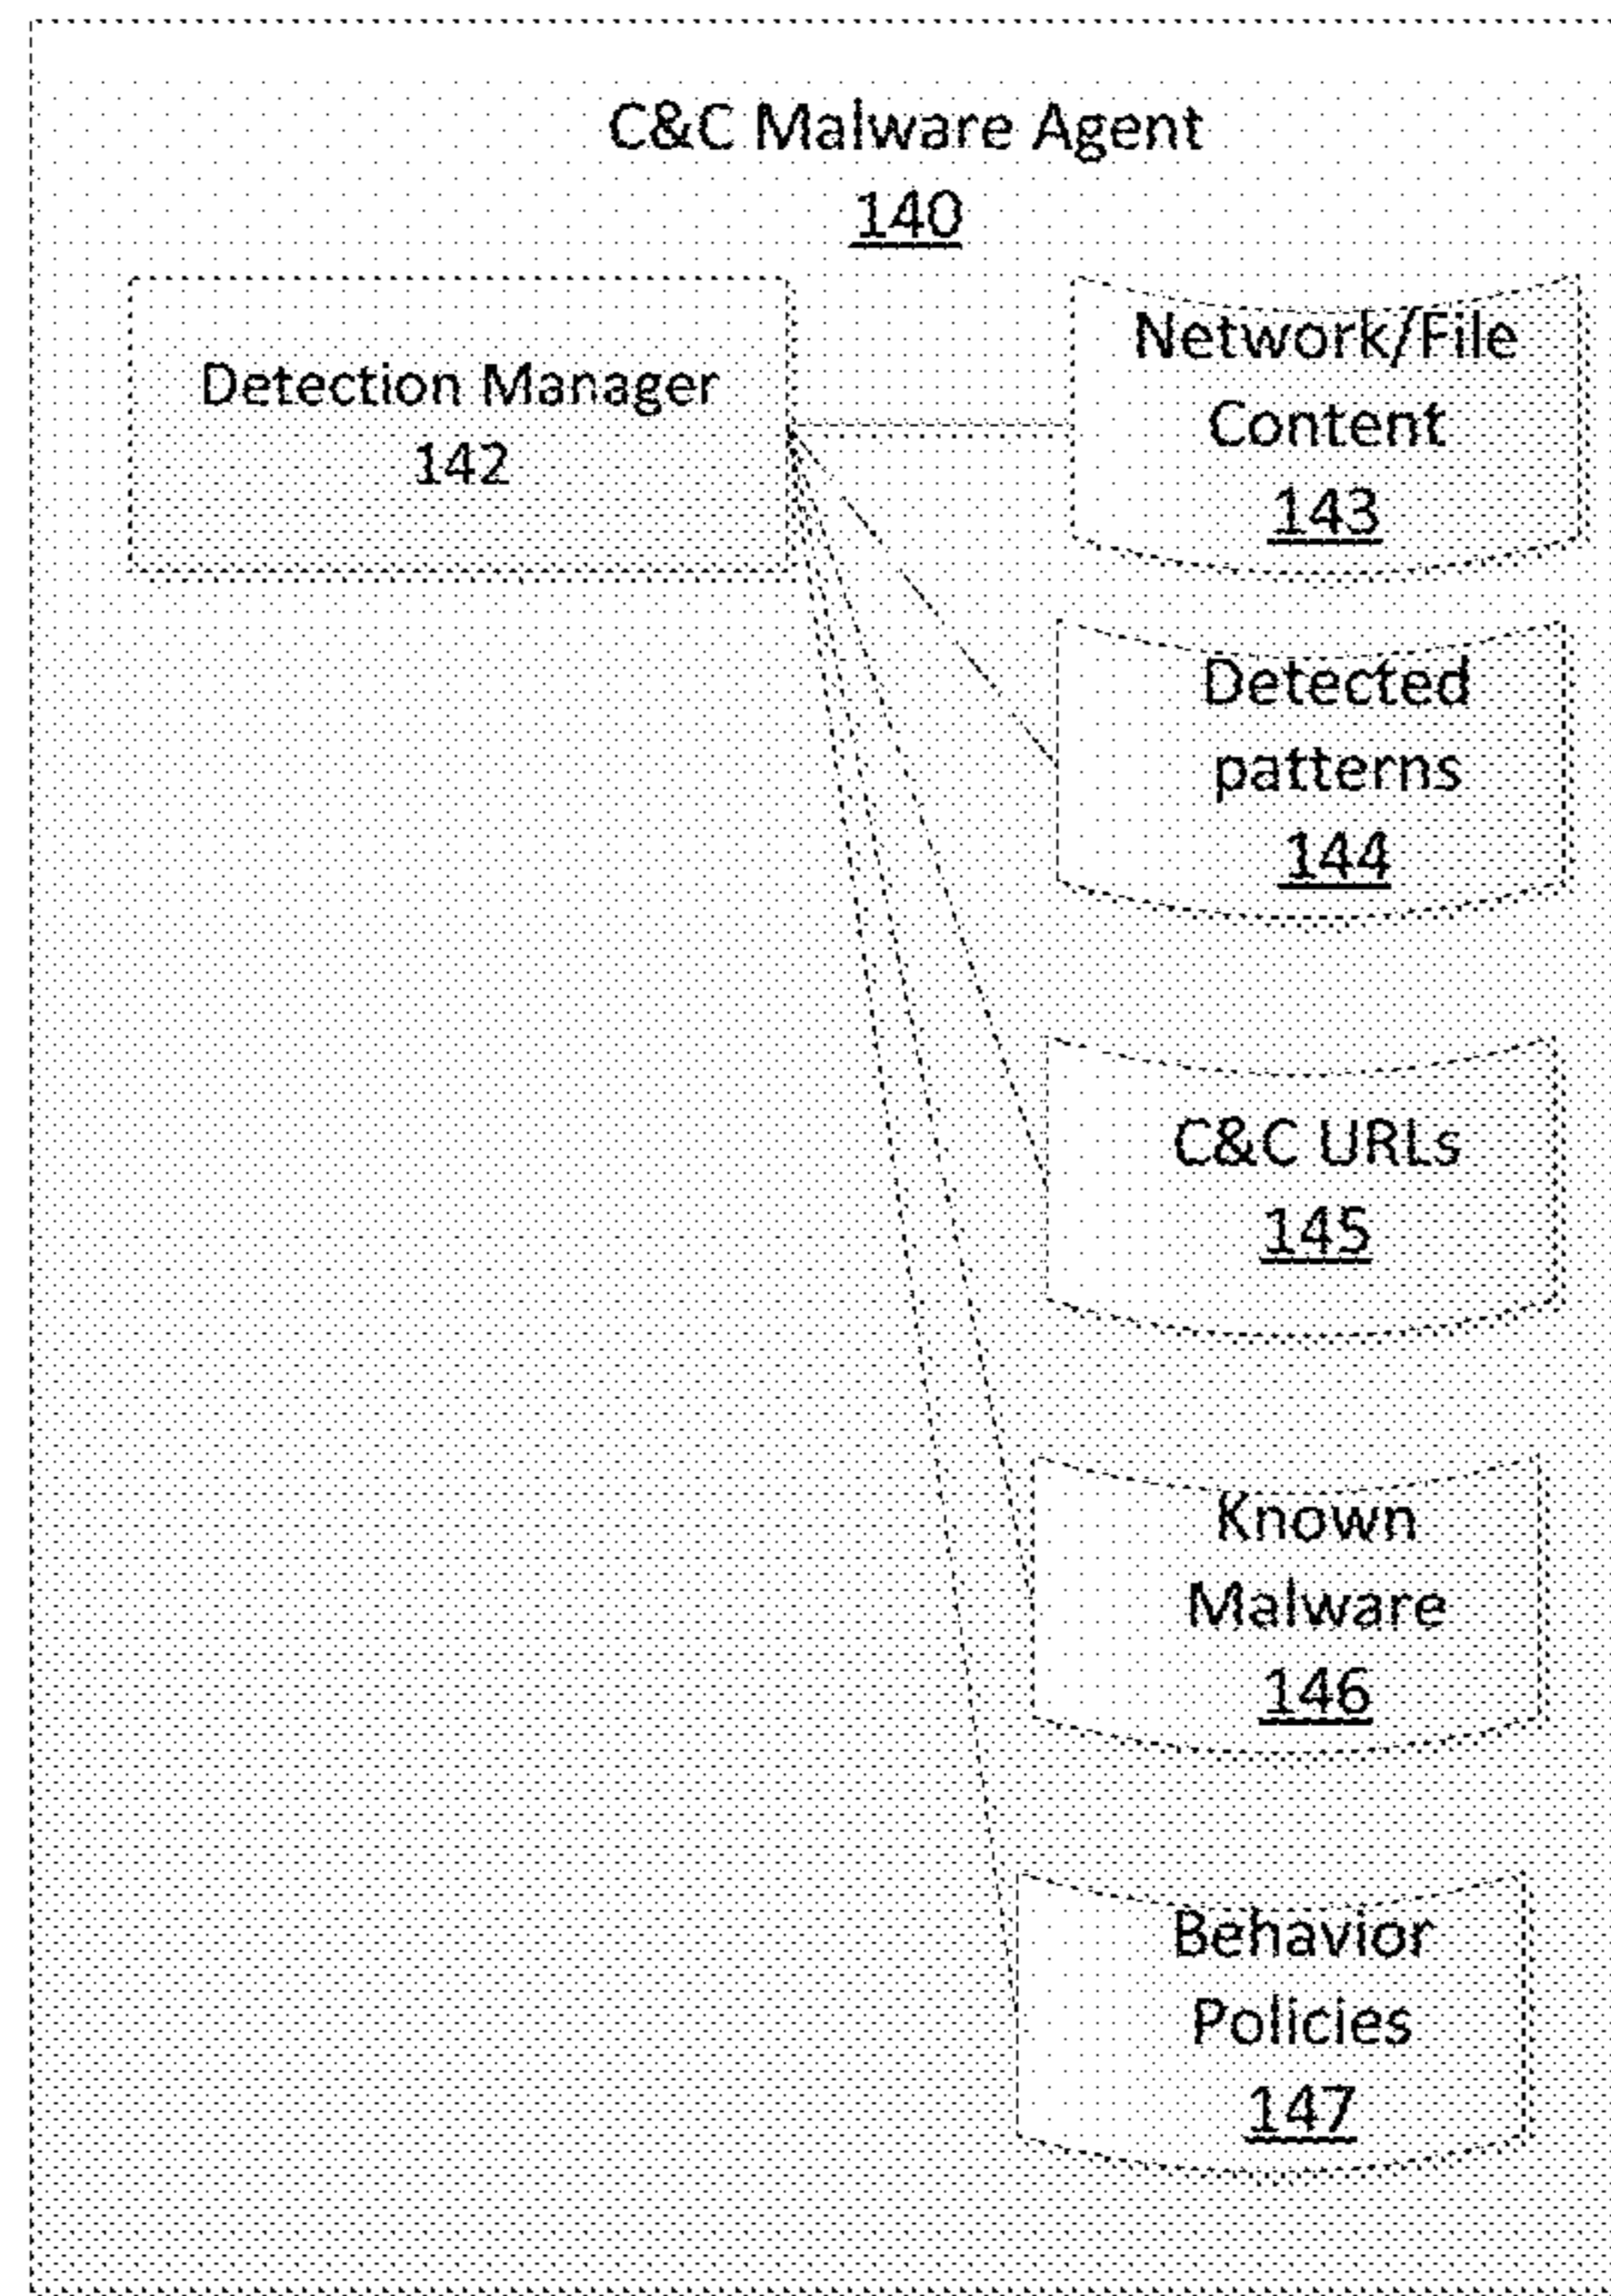 C&C Malware Agent
140
Detection Manager
142
Network/File
Content
143
Detected
patterns
144
C&C URLs
145
Known
Malware
146
Behavior
Policies
147